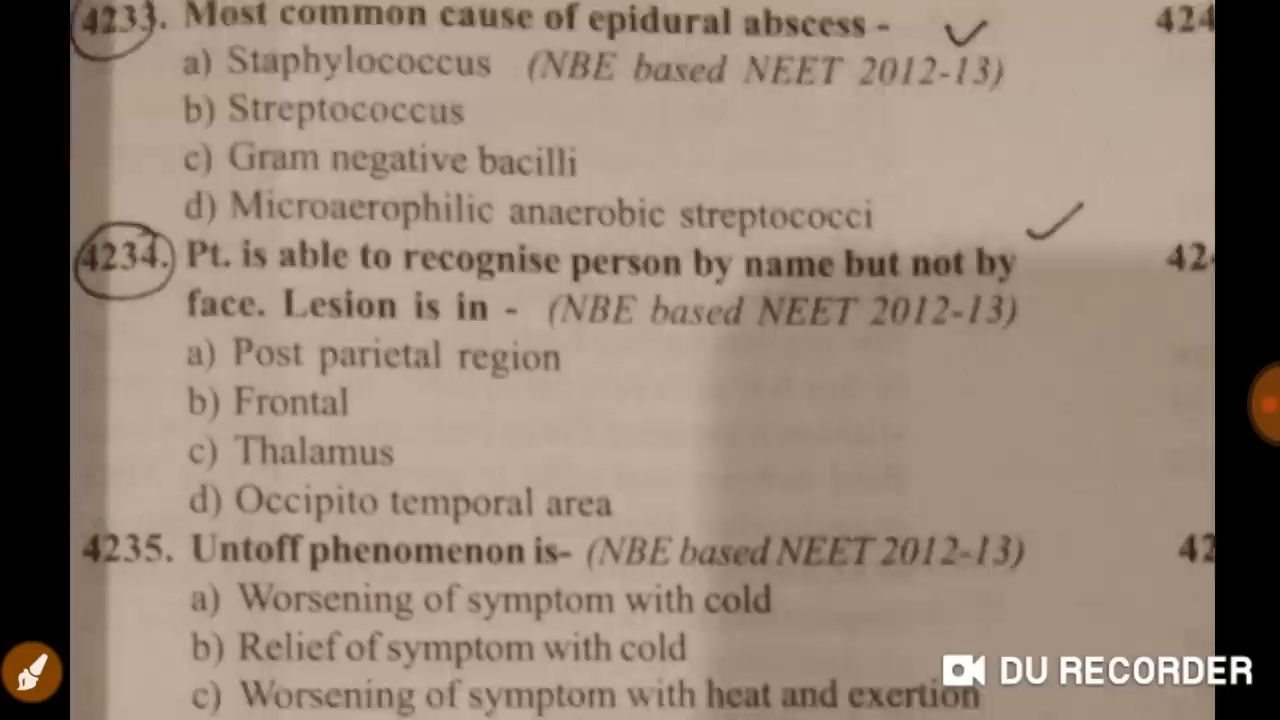 4233. Most common cause of epidural abscess -
a) Staphylococcus (NBE based NEET 2012-13)
b) Streptococcus
c) Gram negative bacilli
d) Microaerophilic anaerobic streptococci
4234. Pt. is able to recognise person by name but not by
face. Lesion is in - (NBE based NEET 2012-13)
a) Post parietal region
b) Frontal
c) Thalamus
d) Occipito temporal area
4235. Untoff phenomenon is- (NBE based NEET 2012-13)
a) Worsening of symptom with cold
b) Relief of symptom with cold
c) Worsening of symptom with heat and exertion
424
42
42
DU RECORDER